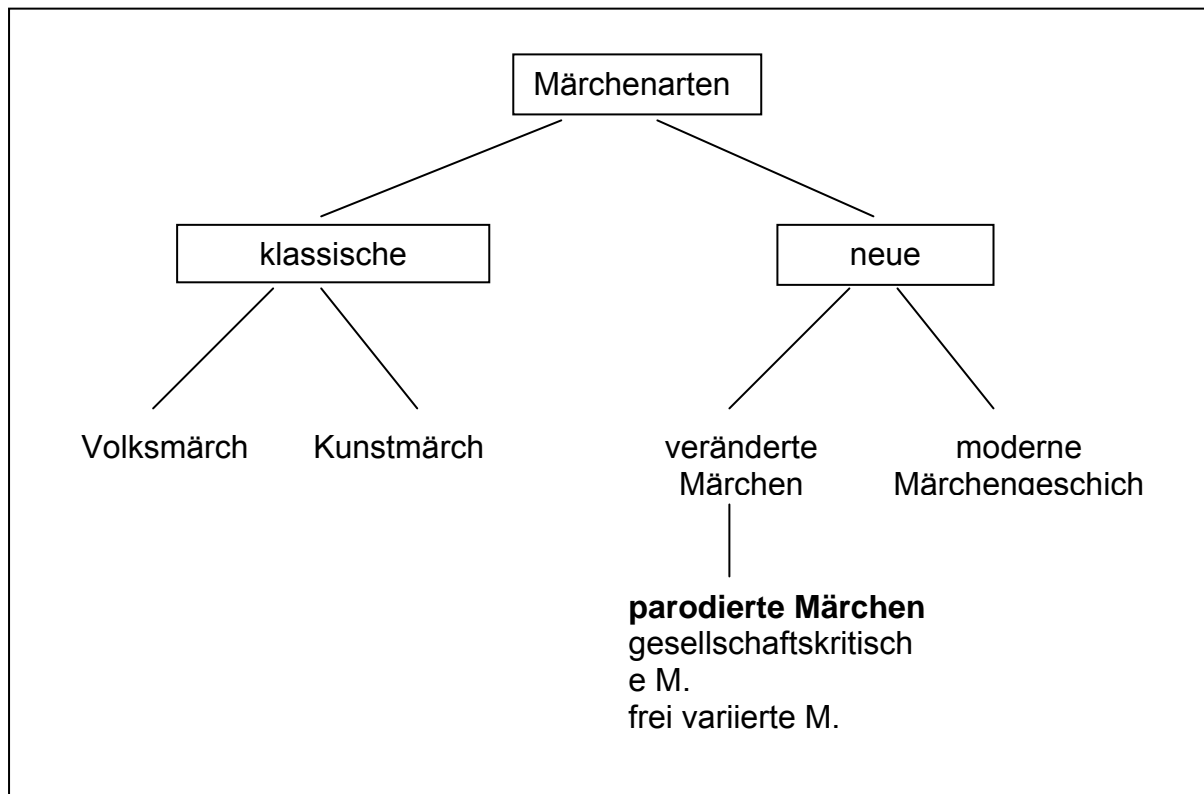 Märchenarten
klassische
neue
Volksmärch
Kunstmärch
veränderte
Märchen
moderne
Märchengeschich
parodierte Märchen
gesellschaftskritisch
e M.
frei variierte M.